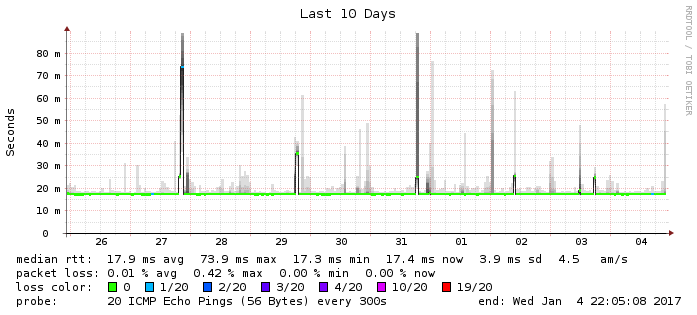 Last 10 Days
RRDTOOL / TOBI OETIKER
Seconds
80 m
70 m
60 m
50 m
40 m
30 m
20 m
10 m
0
26 27 28 29 30 31 01 02 03 04
median rtt: 17.9 ms avg 73.9 ms max 17.3 ms min 17.4 ms now 3.9 ms sd 4.5 am/s
packet loss: 0.01 % avg 0.42 % max 0.00 % min 0.00 % now
loss color: 0 1/20 2/20 3/20 4/20 10/20 19/20
probe: 20 ICMP Echo Pings (56 Bytes) every 300s end: Wed Jan 4 22:05:08 2017